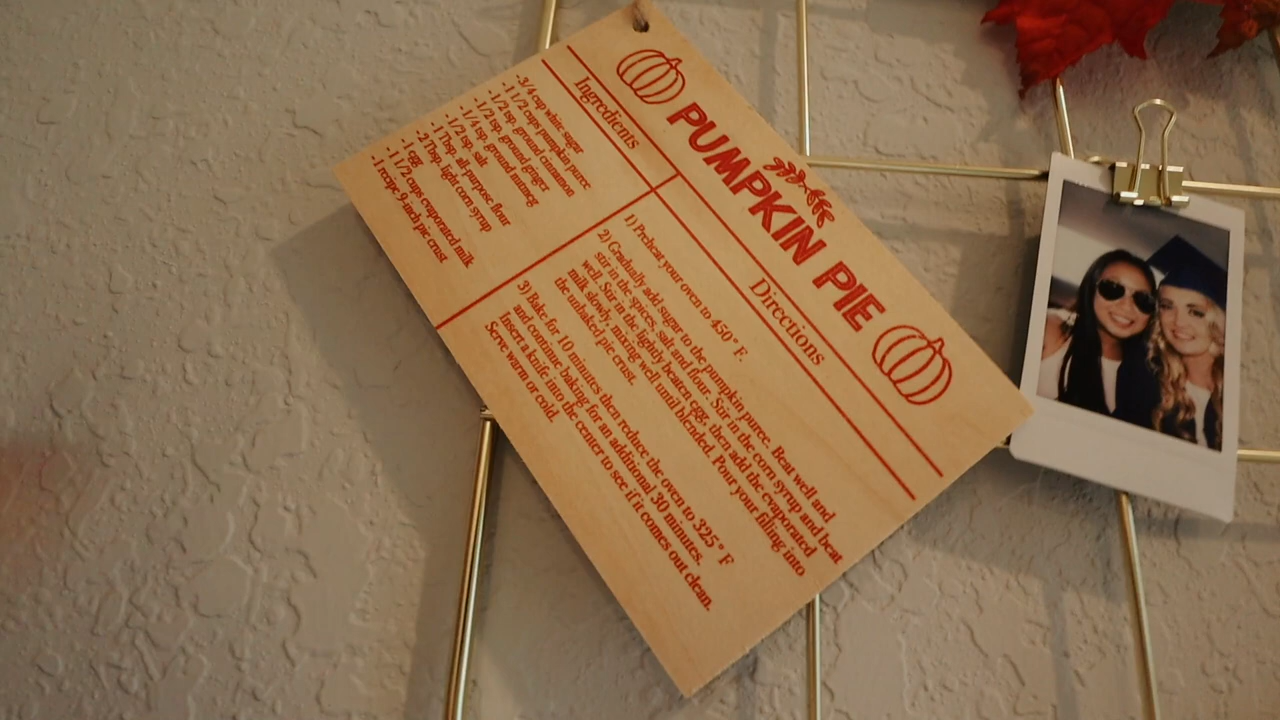 PUMPKIN PIE
Ingredients
-3/4 cup white sugar
-1 1/2 cups pumpkin puree
-1/2 tsp. ground cinnamon
-1/2 tsp. ground ginger
-1/4 tsp. ground nutmeg
-1/2 tsp. salt
-1 Tbsp. all-purpose flour
-2 Tbsp. light corn syrup
-1 egg
-1 1/2 cups evaporated milk
-1 recipe 9-inch pie crust
Directions
1) Preheat your oven to 450° F.
2) Gradually add sugar to the pumpkin puree. Beat well and
stir in the spices, salt and flour. Stir in the corn syrup and beat
well. Stir in the lightly beaten egg, then add the evaporated
milk slowly, mixing well until blended. Pour your filling into
the unbaked pie crust.
3) Bake for 10 minutes then reduce the oven to 325° F
and continue baking for an additional 30 minutes.
Insert a knife into the center to see if it comes out clean.
Serve warm or cold.